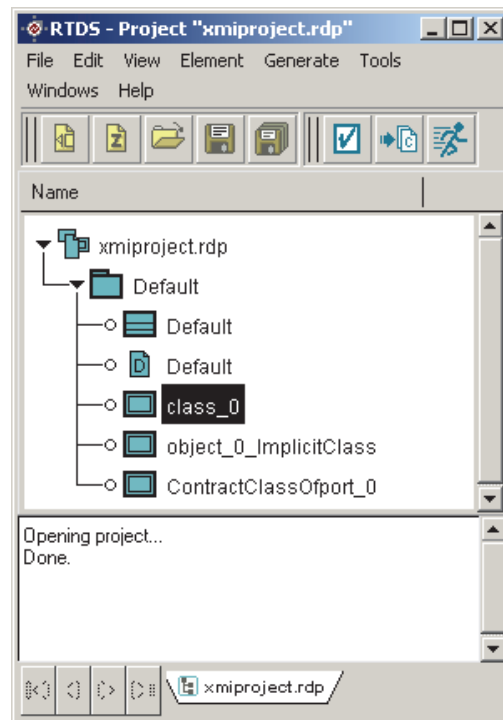 RTDS - Project "xmiproject.rdp"
File Edit View Element Generate Tools
Windows Help
Name
xmiproject.rdp
Default
Default
Default
class_0
object_0_ImplicitClass
ContractClassOfport_0
Opening project...
Done.
xmiproject.rdp